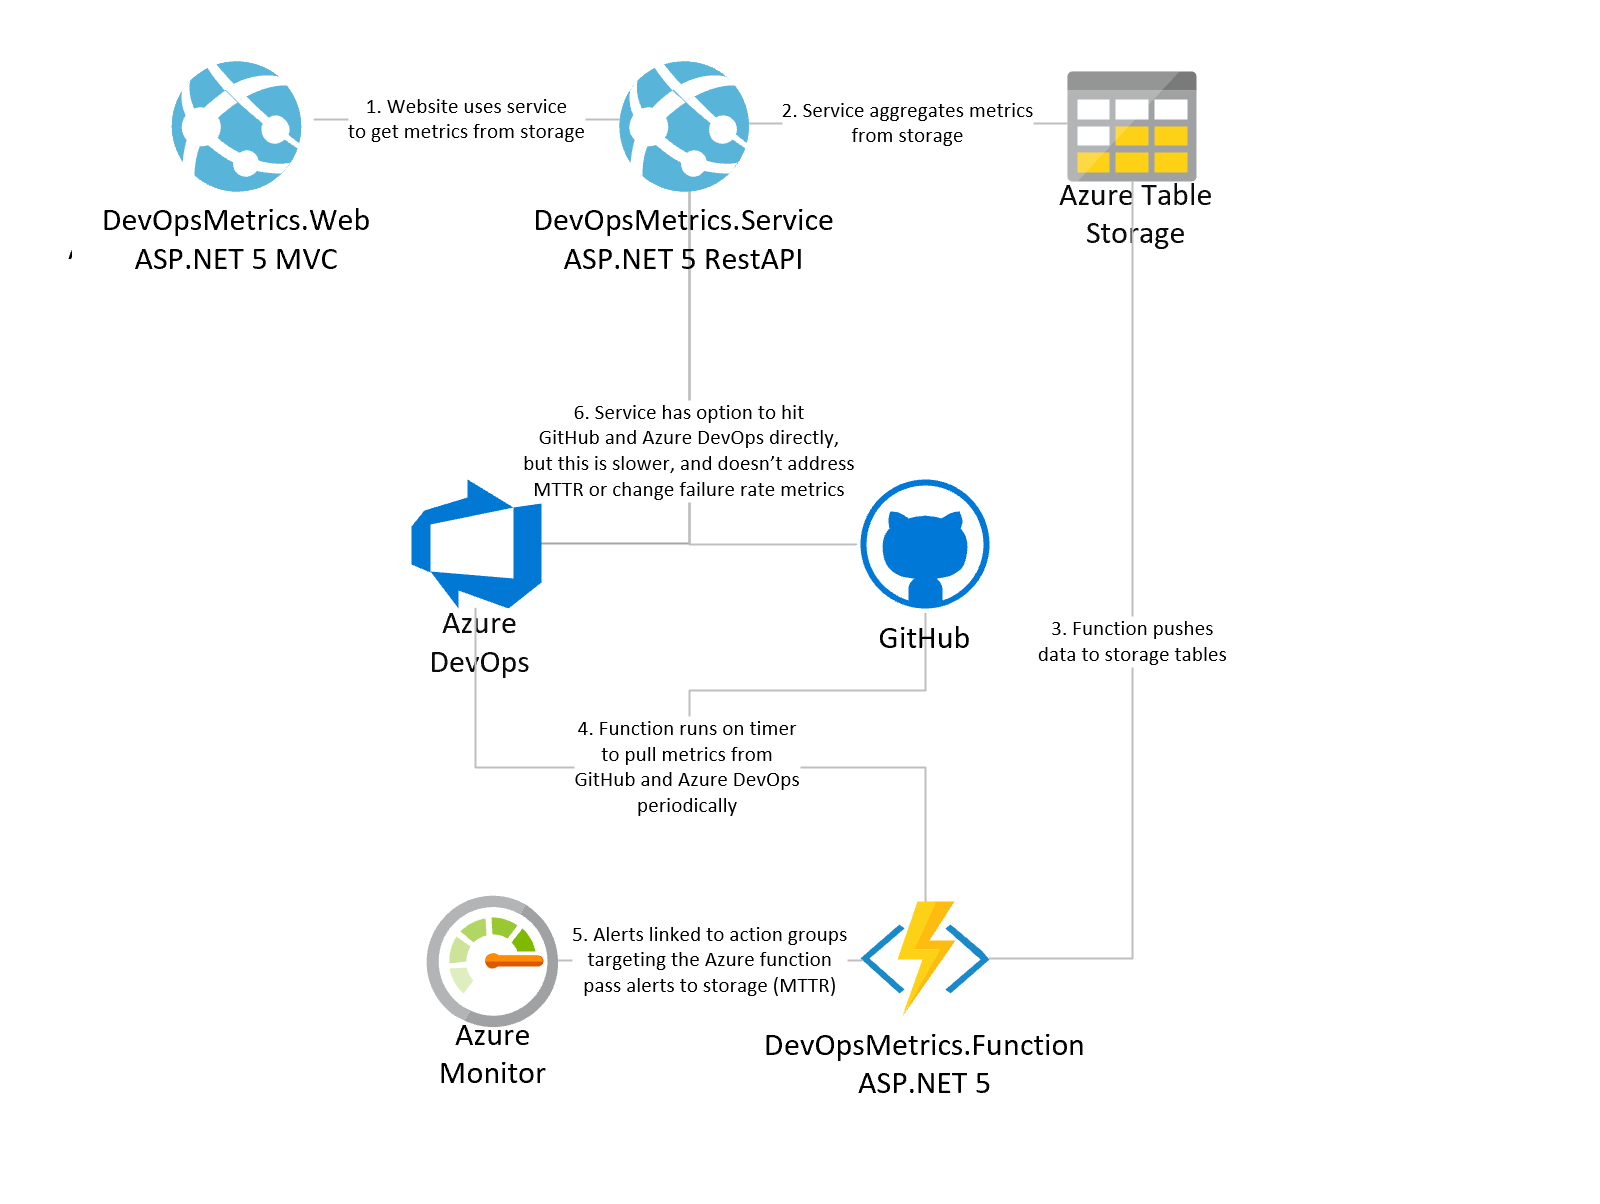 1. Website uses service
to get metrics from storage
2. Service aggregates metrics
from storage
DevOpsMetrics.Web
ASP.NET 5 MVC
DevOpsMetrics.Service
ASP.NET 5 RestAPI
Azure Table
Storage
6. Service has option to hit
GitHub and Azure DevOps directly,
but this is slower, and doesn’t address
MTTR or change failure rate metrics
Azure
DevOps
GitHub
3. Function pushes
data to storage tables
4. Function runs on timer
to pull metrics from
GitHub and Azure DevOps
periodically
5. Alerts linked to action groups
targeting the Azure function
pass alerts to storage (MTTR)
Azure
Monitor
DevOpsMetrics.Function
ASP.NET 5